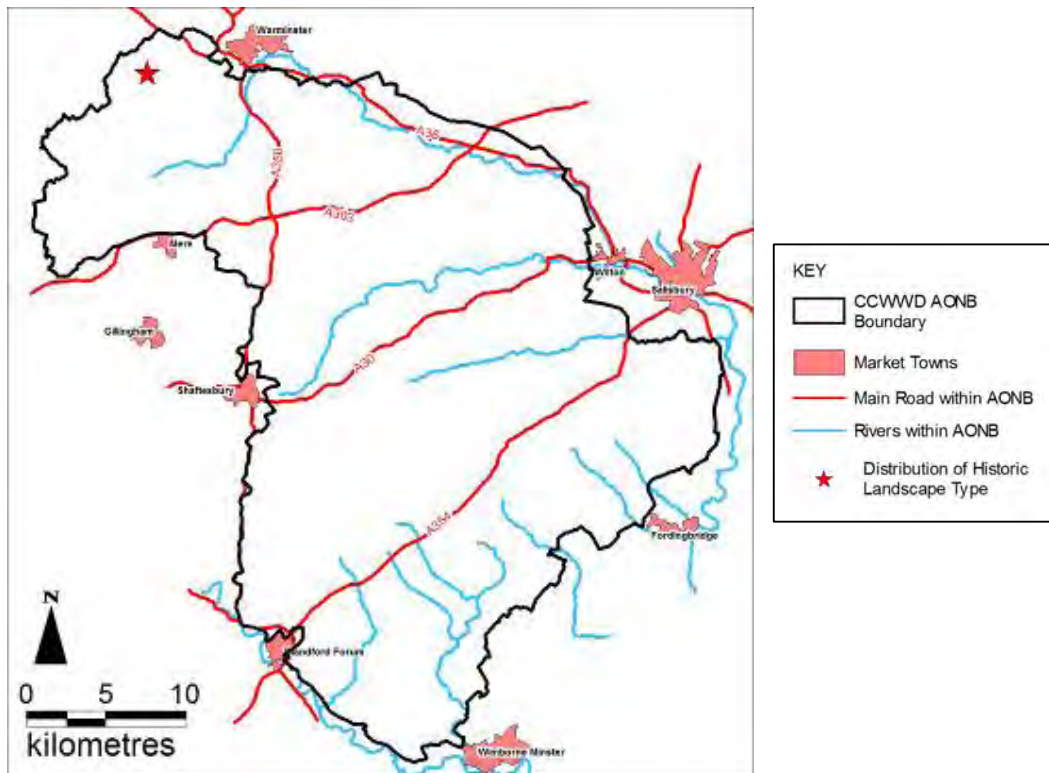 Warminster
A36
A350
A303
Mere
Wilton
Salisbury
Gillingham
A30
Shaftesbury
A354
Fordingbridge
N
Blandford Forum
0 5 10
kilometres
Wimborne Minster
KEY
CCWWD AONB
Boundary
Market Towns
Main Road within AONB
Rivers within AONB
Distribution of Historic
Landscape Type